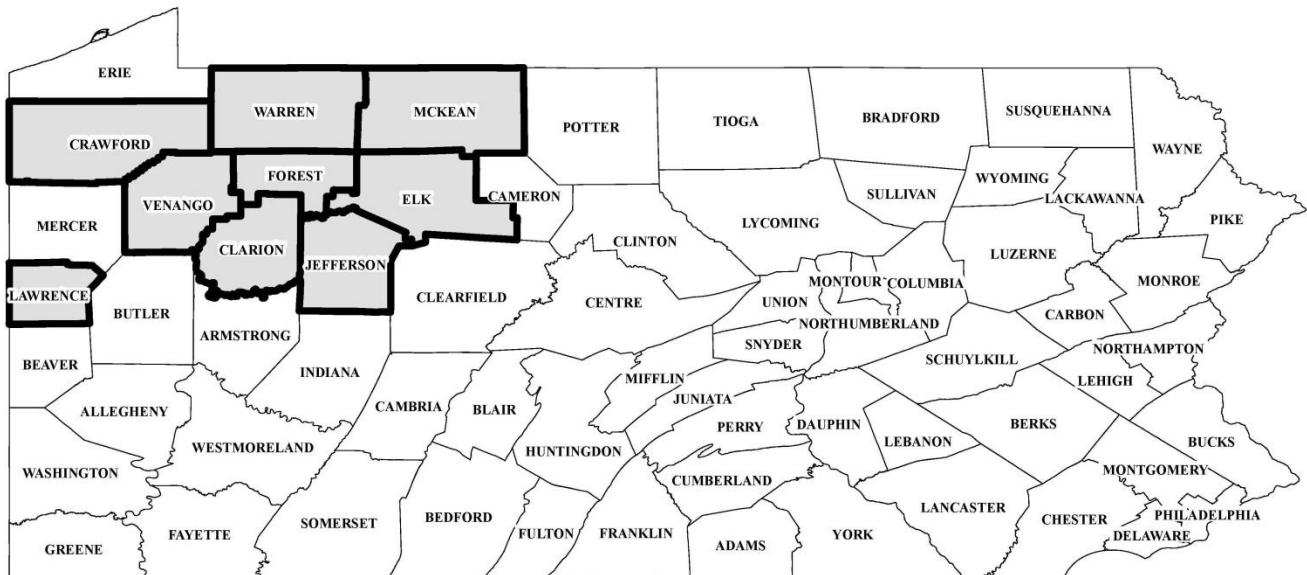 ERIE
WARREN
MCKEAN
CRAWFORD
POTTER
TIOGA
BRADFORD
SUSQUEHANNA
WAYNE
FOREST
VENANGO
ELK
CAMERON
SULLIVAN
WYOMING
LACKAWANNA
PIKE
MERCER
CLARION
JEFFERSON
CLINTON
LYCOMING
LUZERNE
MONROE
LAWRENCE
BUTLER
CLEARFIELD
CENTRE
UNION
MONTOUR
COLUMBIA
CARBON
ARMSTRONG
NORTHUMBERLAND
SNYDER
SCHUYLKILL
NORTHAMPTON
BEAVER
INDIANA
MIFFLIN
LEHIGH
ALLEGHENY
CAMBRIA
BLAIR
JUNIATA
PERRY
DAUPHIN
LEBANON
BERKS
BUCKS
WESTMORELAND
HUNTINGDON
WASHINGTON
CUMBERLAND
MONTGOMERY
LANCASTER
PHILADELPHIA
GREENE
FAYETTE
SOMERSET
BEDFORD
FULTON
FRANKLIN
ADAMS
YORK
CHESTER
DELAWARE